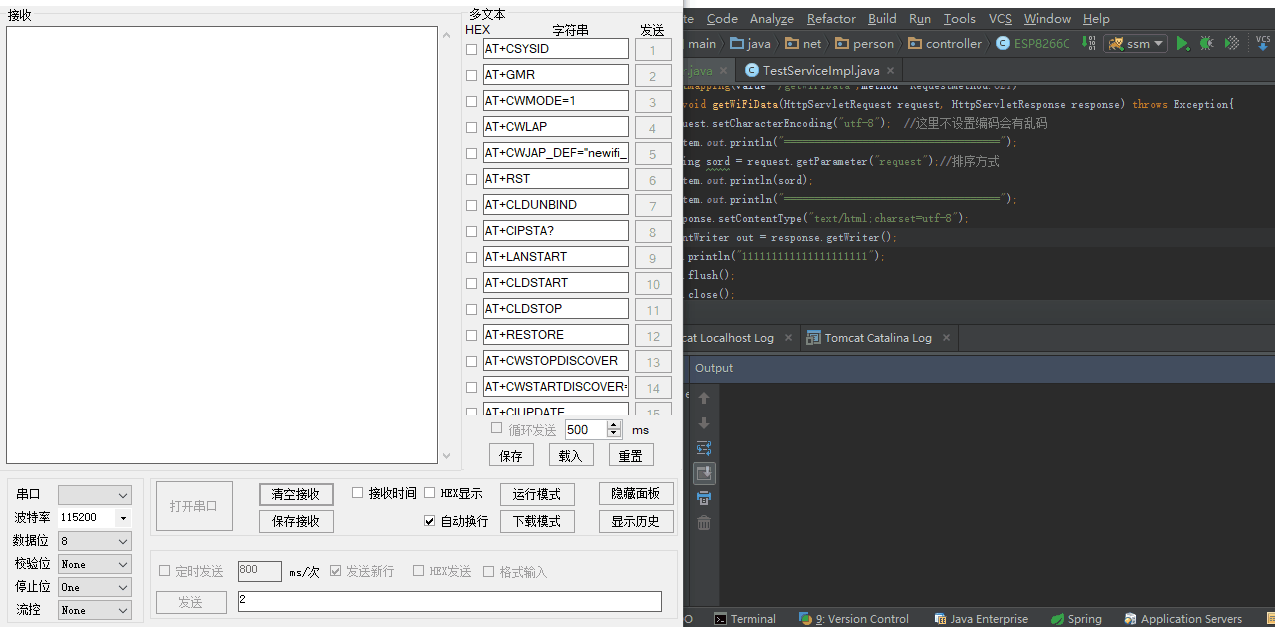 接收
多文本
HEX 字符串 发送
AT+CSYSID 1
AT+GMR 2
AT+CWMODE=1 3
AT+CWLAP 4
AT+CWJAP_DEF="newifi_ 5
AT+RST 6
AT+CLDUNBIND 7
AT+CIPSTA? 8
AT+LANSTART 9
AT+CLDSTART 10
AT+CLDSTOP 11
AT+RESTORE 12
AT+CWSTOPDISCOVER 13
AT+CWSTARTDISCOVER= 14
AT+CIUPDATE 15
循环发送 500 ms
保存 载入 重置
串口
波特率 115200
数据位 8
校验位 None
停止位 One
流控 None
打开串口
清空接收 接收时间 HEX显示 运行模式 隐藏面板
保存接收 自动换行 下载模式 显示历史
定时发送 800 ms/次 发送新行 HEX发送 格式输入
发送 2
te Code Analyze Refactor Build Run Tools VCS Window Help
main java net person controller ESP8266C ssm VCS
r.java TestServiceImpl.java
void getWiFiData(HttpServletRequest request, HttpServletResponse response) throws Exception{
uest.setCharacterEncoding("utf-8"); //这里不设置编码会有乱码
tem.out.println("====================================");
ing sord = request.getParameter("request");//排序方式
tem.out.println(sord);
tem.out.println("====================================");
ponse.setContentType("text/html;charset=utf-8");
ntWriter out = response.getWriter();
.println("111111111111111111111");
.flush();
.close();
cat Localhost Log Tomcat Catalina Log
Output
e
O Terminal 9: Version Control Java Enterprise Spring Application Servers